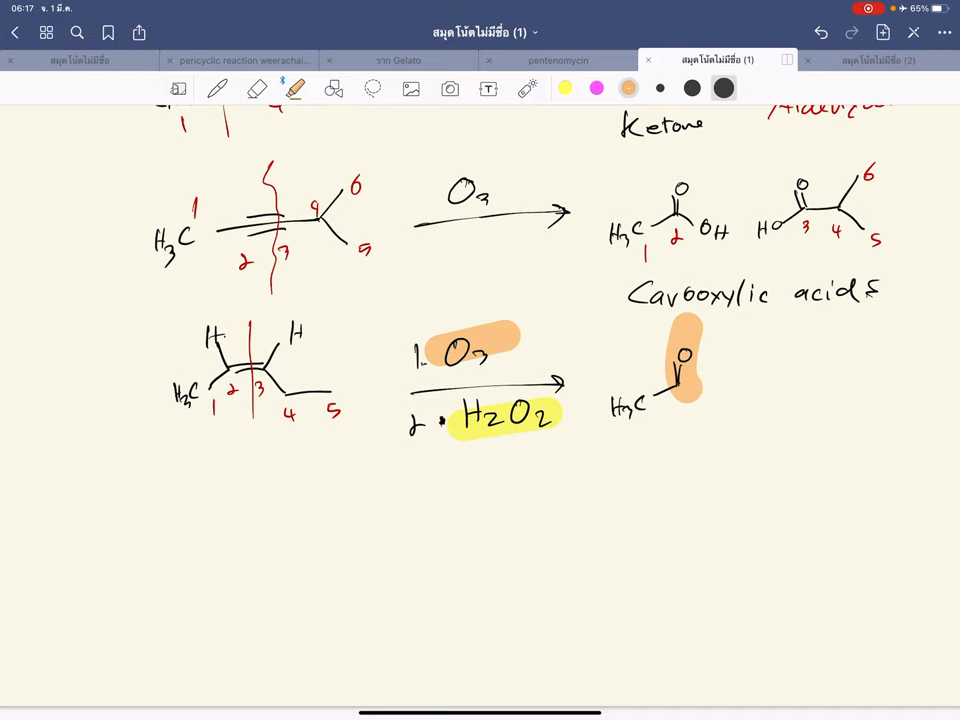 06:17 จ. 1 มี.ค. 65%
สมุดโน้ตไม่มีชื่อ (1)
สมุดโน้ตไม่มีชื่อ pericyclic reaction weerachai... ราก Gelato pentenomycin สมุดโน้ตไม่มีชื่อ (1) สมุดโน้ตไม่มีชื่อ (2)
1
Ketone
1 H3C 2 3 4 5 6
O3
H3C O OH 1 2
HO O 3 4 5 6
Carboxylic acids
H H H3C 1 2 3 4 5
1. O3
2. H2O2
H3C O